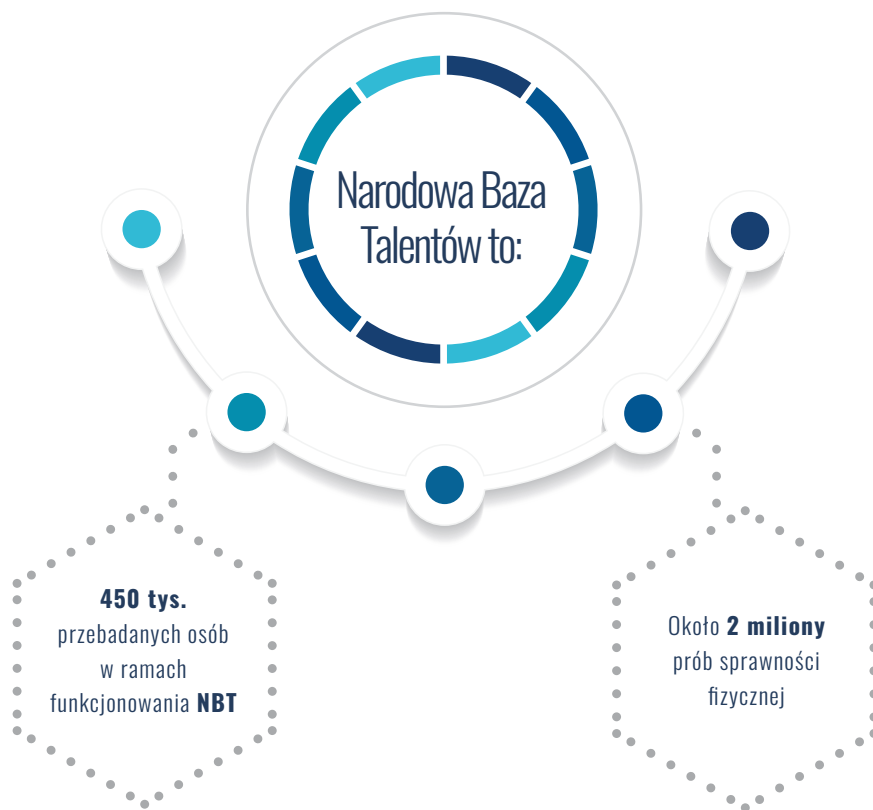 Narodowa Baza
Talentów to:
450 tys.
przebadanych osób
w ramach
funkcjonowania NBT
Około 2 miliony
prób sprawności
fizycznej